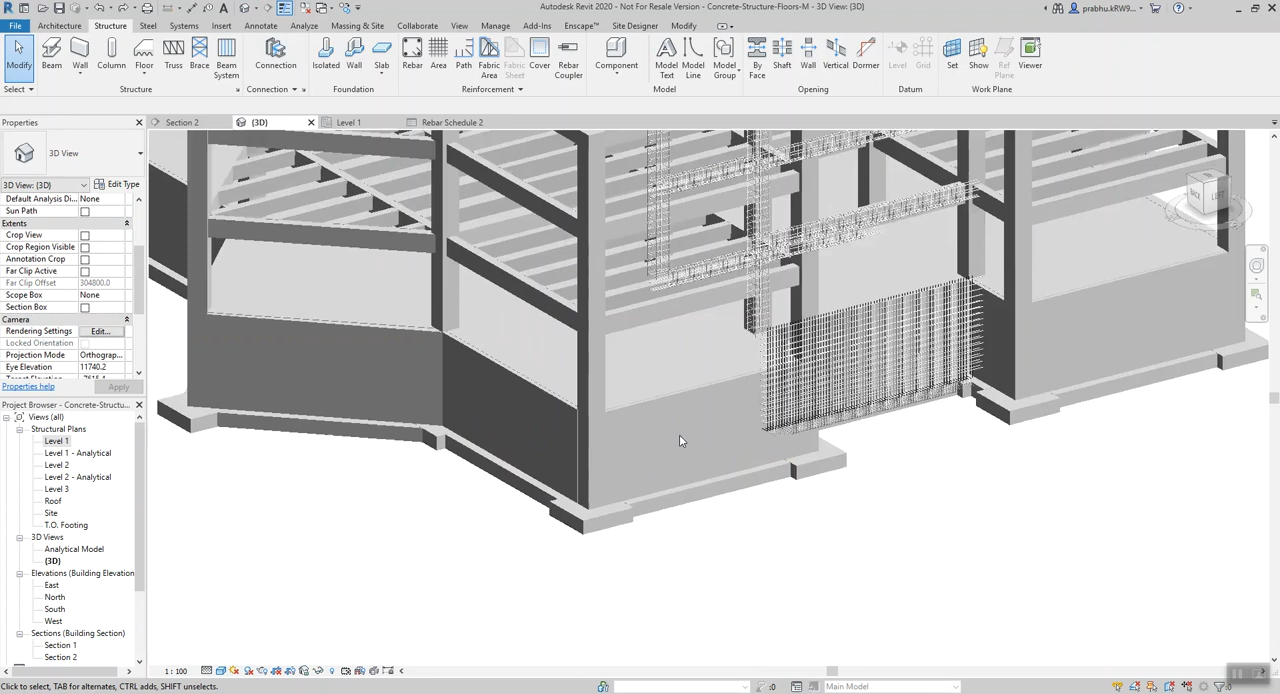 Autodesk Revit 2020 - Not For Resale Version - Concrete-Structure-Floors-M - 3D View: {3D}
prabhu.kRW9...
File Architecture Structure Steel Systems Insert Annotate Analyze Massing & Site Collaborate View Manage Add-Ins Enscape™ Site Designer Modify
Modify Beam Wall Column Floor Truss Brace Beam System Connection Isolated Wall Slab Rebar Area Path Fabric Area Fabric Sheet Cover Rebar Coupler Component Model Text Model Line Model Group By Face Shaft Wall Vertical Dormer Level Grid Set Show Ref Plane Viewer
Select Structure Connection Foundation Reinforcement Model Opening Datum Work Plane
Properties
Section 2 {3D} Level 1 Rebar Schedule 2
3D View
3D View: {3D} Edit Type
Default Analysis Di... None
Sun Path
Extents
Crop View
Crop Region Visible
Annotation Crop
Far Clip Active
Far Clip Offset 304800.0
Scope Box None
Section Box
Camera
Rendering Settings Edit...
Locked Orientation
Projection Mode Orthograp...
Eye Elevation 11740.2
Properties help Apply
BACK LEFT
Project Browser - Concrete-Structu...
Views (all)
Structural Plans
Level 1
Level 1 - Analytical
Level 2
Level 2 - Analytical
Level 3
Roof
Site
T.O. Footing
3D Views
Analytical Model
{3D}
Elevations (Building Elevation
East
North
South
West
Sections (Building Section)
Section 1
Section 2
1 : 100
Click to select, TAB for alternates, CTRL adds, SHIFT unselects.
:0
Main Model